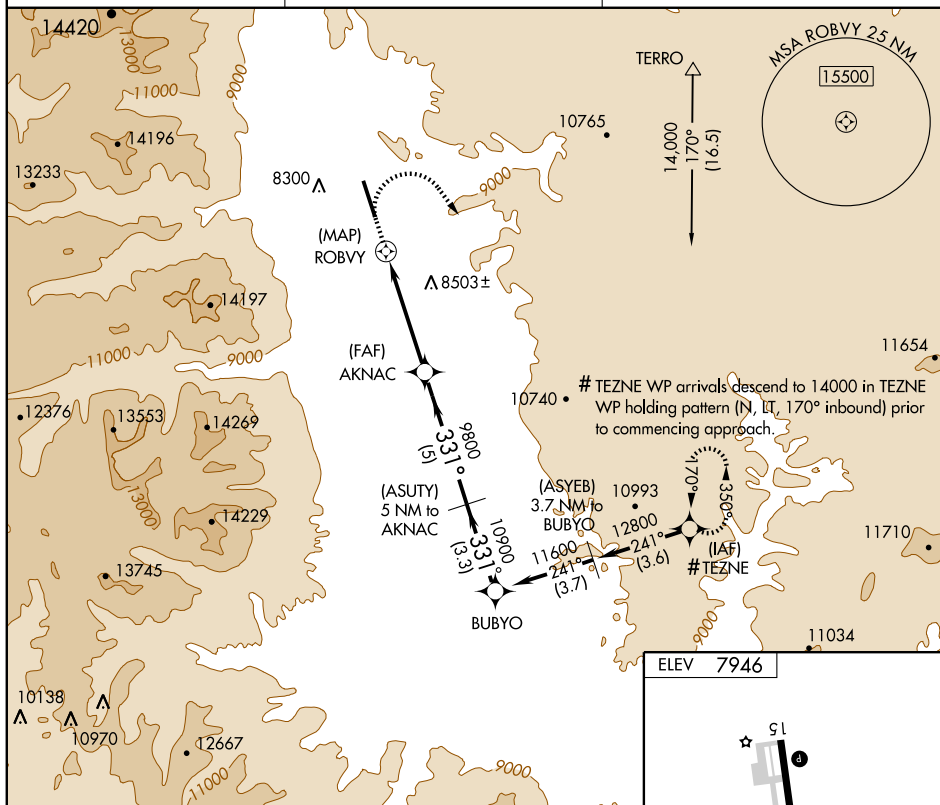 14420
13000
11000
9000
14196
13233
8300
10765
9000
TERRO
14,000
170°
(16.5)
MSA ROBVY 25 NM
15500
(MAP)
ROBVY
8503±
14197
11000
9000
(FAF)
AKNAC
11654
# TEZNE WP arrivals descend to 14000 in TEZNE
WP holding pattern (N, LT, 170° inbound) prior
to commencing approach.
10740
12376
13553
14269
13000
14229
9800
331°
(5)
(ASUTY)
5 NM to
AKNAC
10900
331°
(3.3)
(ASYEB)
3.7 NM to
BUBYO
10993
12800
241°
(3.6)
11600
241°
(3.7)
170°
350°
(IAF)
# TEZNE
11710
BUBYO
13745
9000
11034
10138
10970
12667
11000
9000
ELEV 7946
15
P